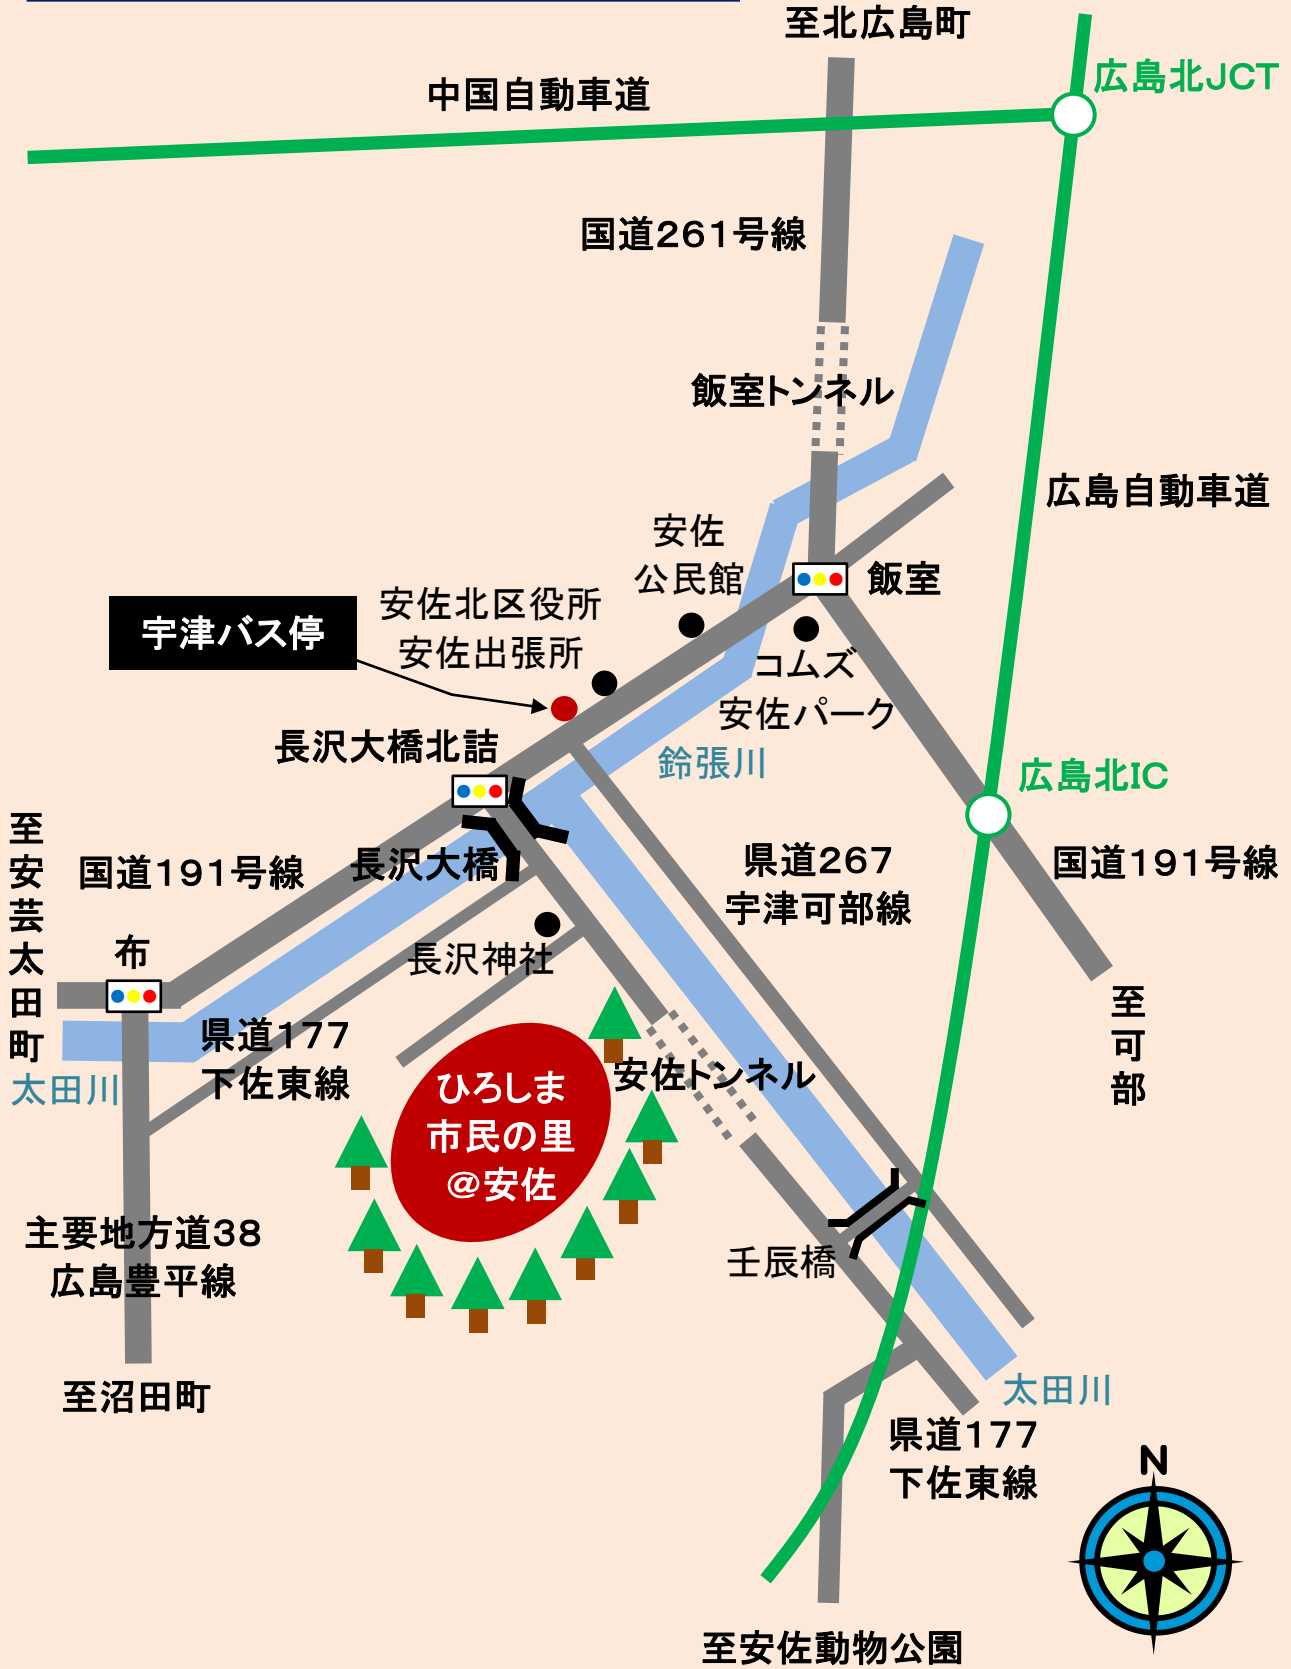 至北広島町
広島北JCT
中国自動車道
国道261号線
飯室トンネル
広島自動車道
安佐
公民館
飯室
安佐北区役所
安佐出張所
宇津バス停
コムズ
安佐パーク
長沢大橋北詰
鈴張川
広島北IC
至安芸太田町
国道191号線
長沢大橋
県道267
宇津可部線
国道191号線
布
長沢神社
至可部
県道177
下佐東線
太田川
安佐トンネル
ひろしま
市民の里
@安佐
主要地方道38
広島豊平線
壬辰橋
至沼田町
太田川
県道177
下佐東線
N
至安佐動物公園